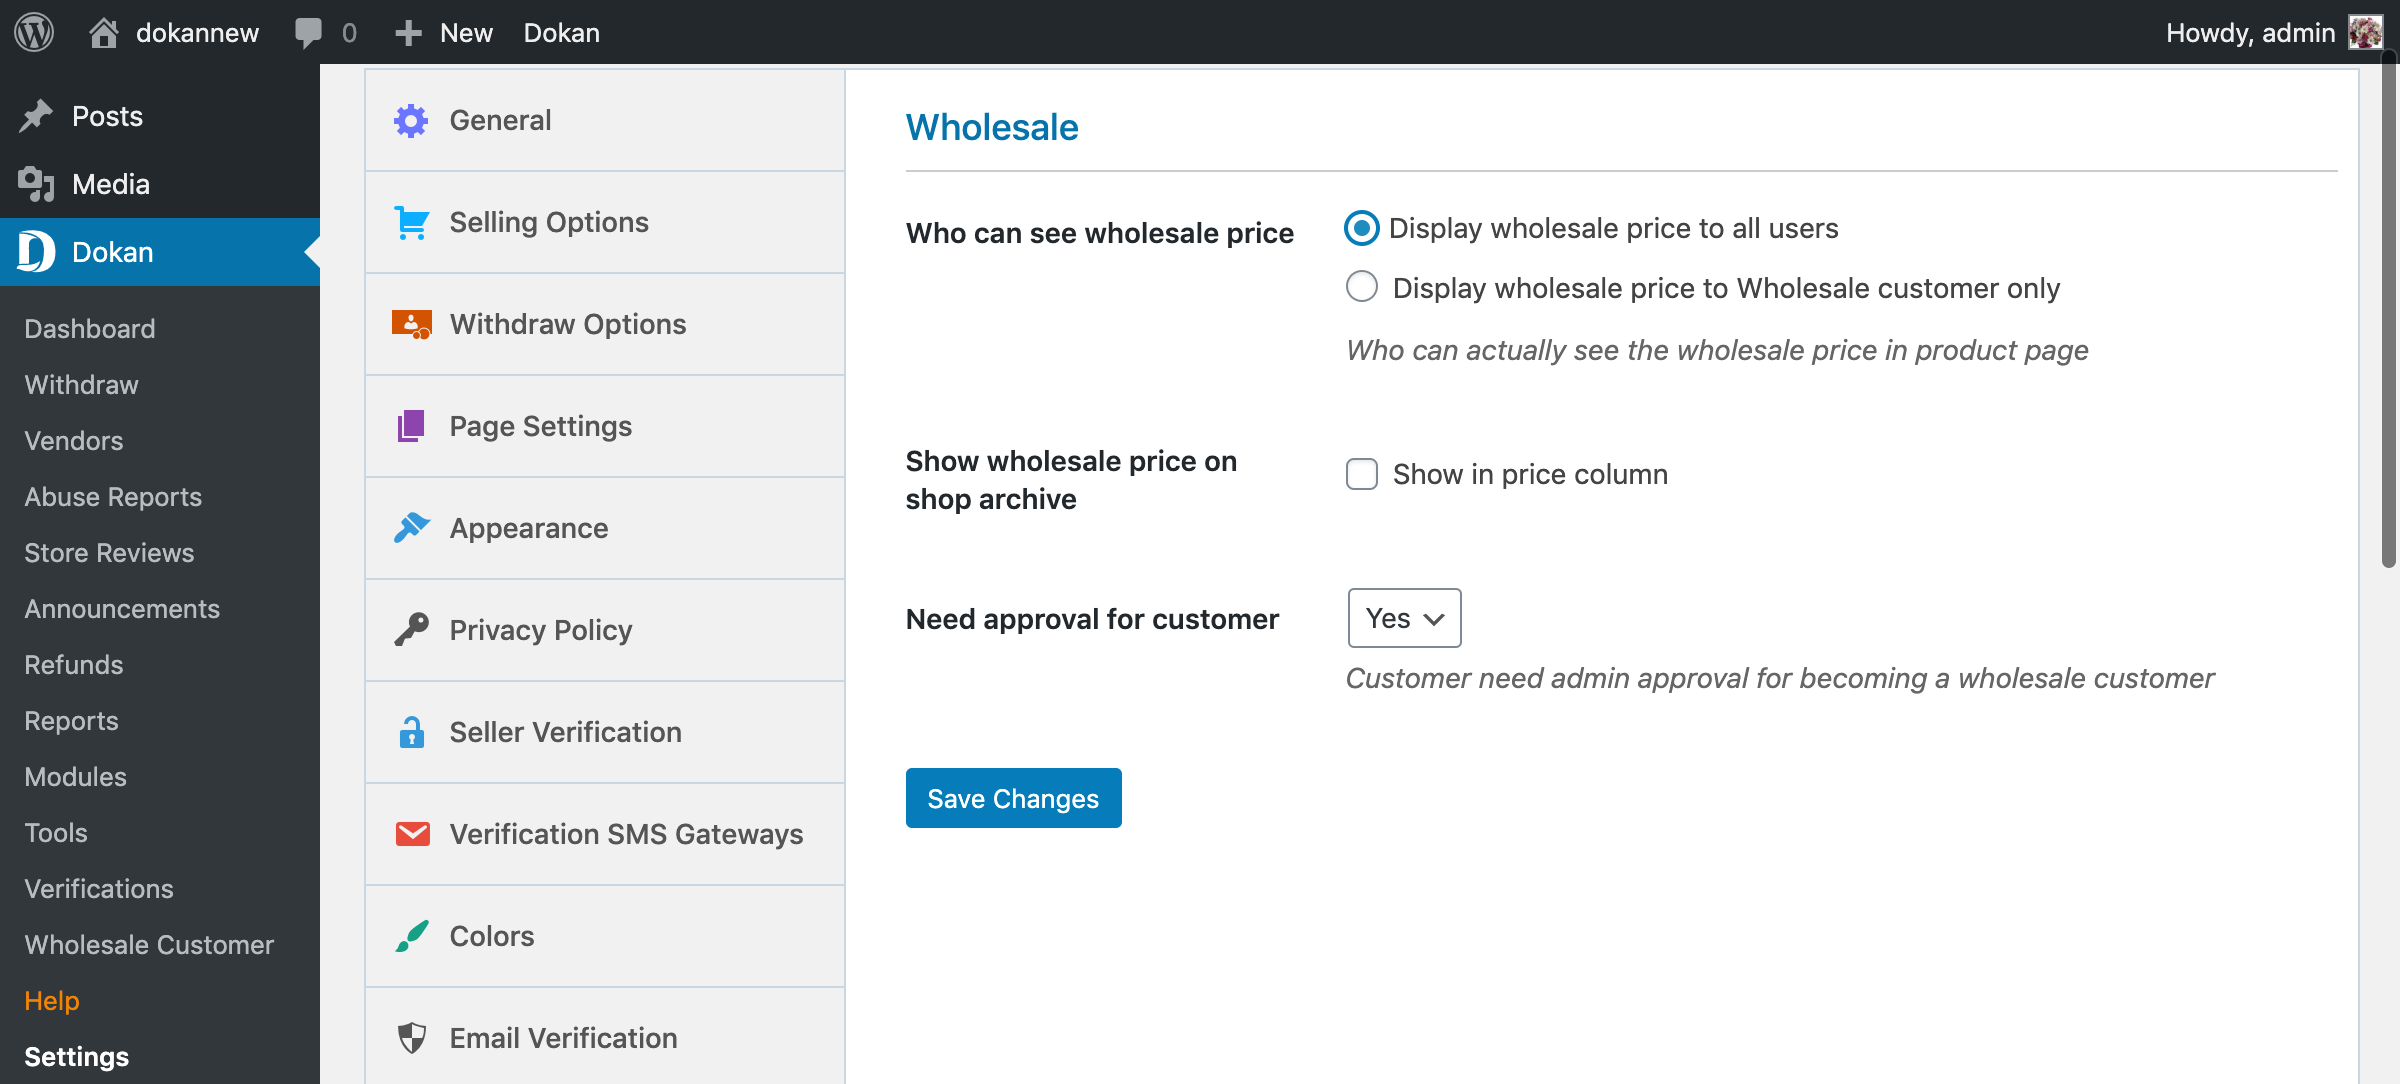 dokannew
0
New
Dokan
Howdy, admin
Posts
Media
Dokan
Dashboard
Withdraw
Vendors
Abuse Reports
Store Reviews
Announcements
Refunds
Reports
Modules
Tools
Verifications
Wholesale Customer
Help
Settings
General
Selling Options
Withdraw Options
Page Settings
Appearance
Privacy Policy
Seller Verification
Verification SMS Gateways
Colors
Email Verification
Wholesale
Who can see wholesale price
Display wholesale price to all users
Display wholesale price to Wholesale customer only
Who can actually see the wholesale price in product page
Show wholesale price on
shop archive
Show in price column
Need approval for customer
Yes
Customer need admin approval for becoming a wholesale customer
Save Changes